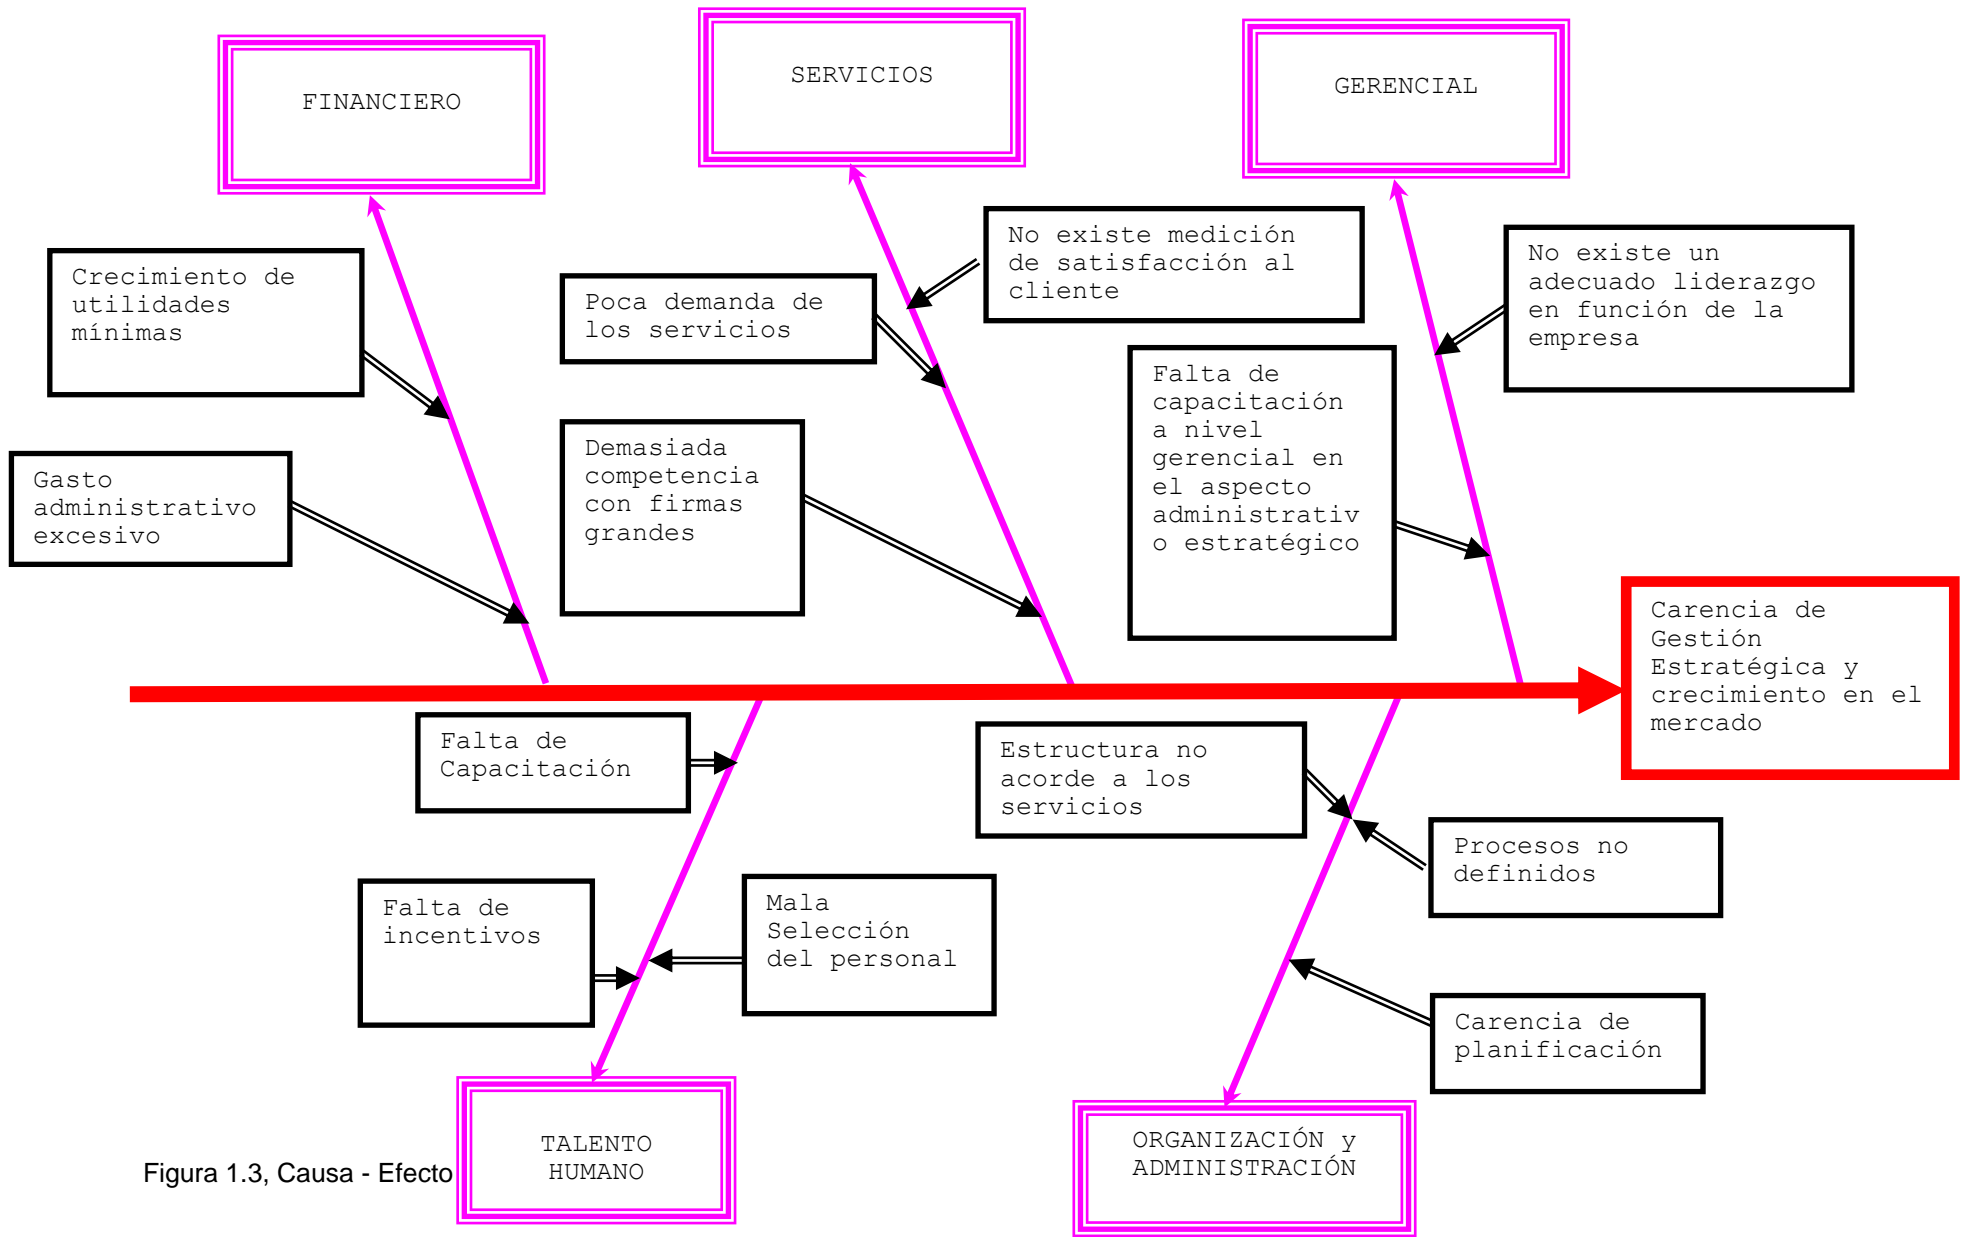 FINANCIERO
SERVICIOS
GERENCIAL
Crecimiento de
utilidades
mínimas
Gasto
administrativo
excesivo
Poca demanda de
los servicios
No existe medición
de satisfacción al
cliente
Demasiada
competencia
con firmas
grandes
Falta de
capacitación
a nivel
gerencial en
el aspecto
administrativ
o estratégico
No existe un
adecuado liderazgo
en función de la
empresa
Carencia de
Gestión
Estratégica y
crecimiento en el
mercado
Falta de
Capacitación
Falta de
incentivos
Mala
Selección
del personal
Estructura no
acorde a los
servicios
Procesos no
definidos
Carencia de
planificación
TALENTO
HUMANO
ORGANIZACIÓN y
ADMINISTRACIÓN
Figura 1.3, Causa - Efecto